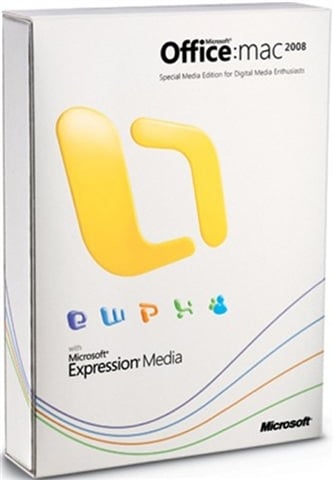 Microsoft®
Office:mac 2008
Special Media Edition for Digital Media Enthusiasts
e W P X
with
Microsoft®
Expression® Media
Microsoft®